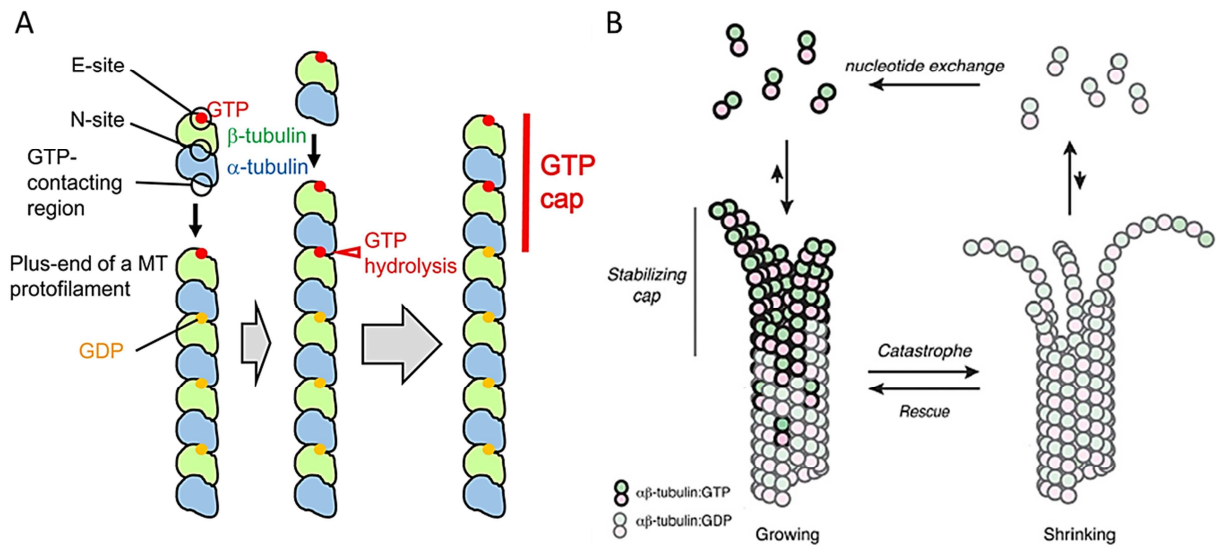 A
E-site
GTP
N-site
β-tubulin
GTP-
contacting
region
α-tubulin
Plus-end of a MT
protofilament
GDP
GTP
hydrolysis
GTP
cap
B
nucleotide exchange
Stabilizing
cap
Catastrophe
Rescue
αβ-tubulin:GTP
αβ-tubulin:GDP
Growing
Shrinking